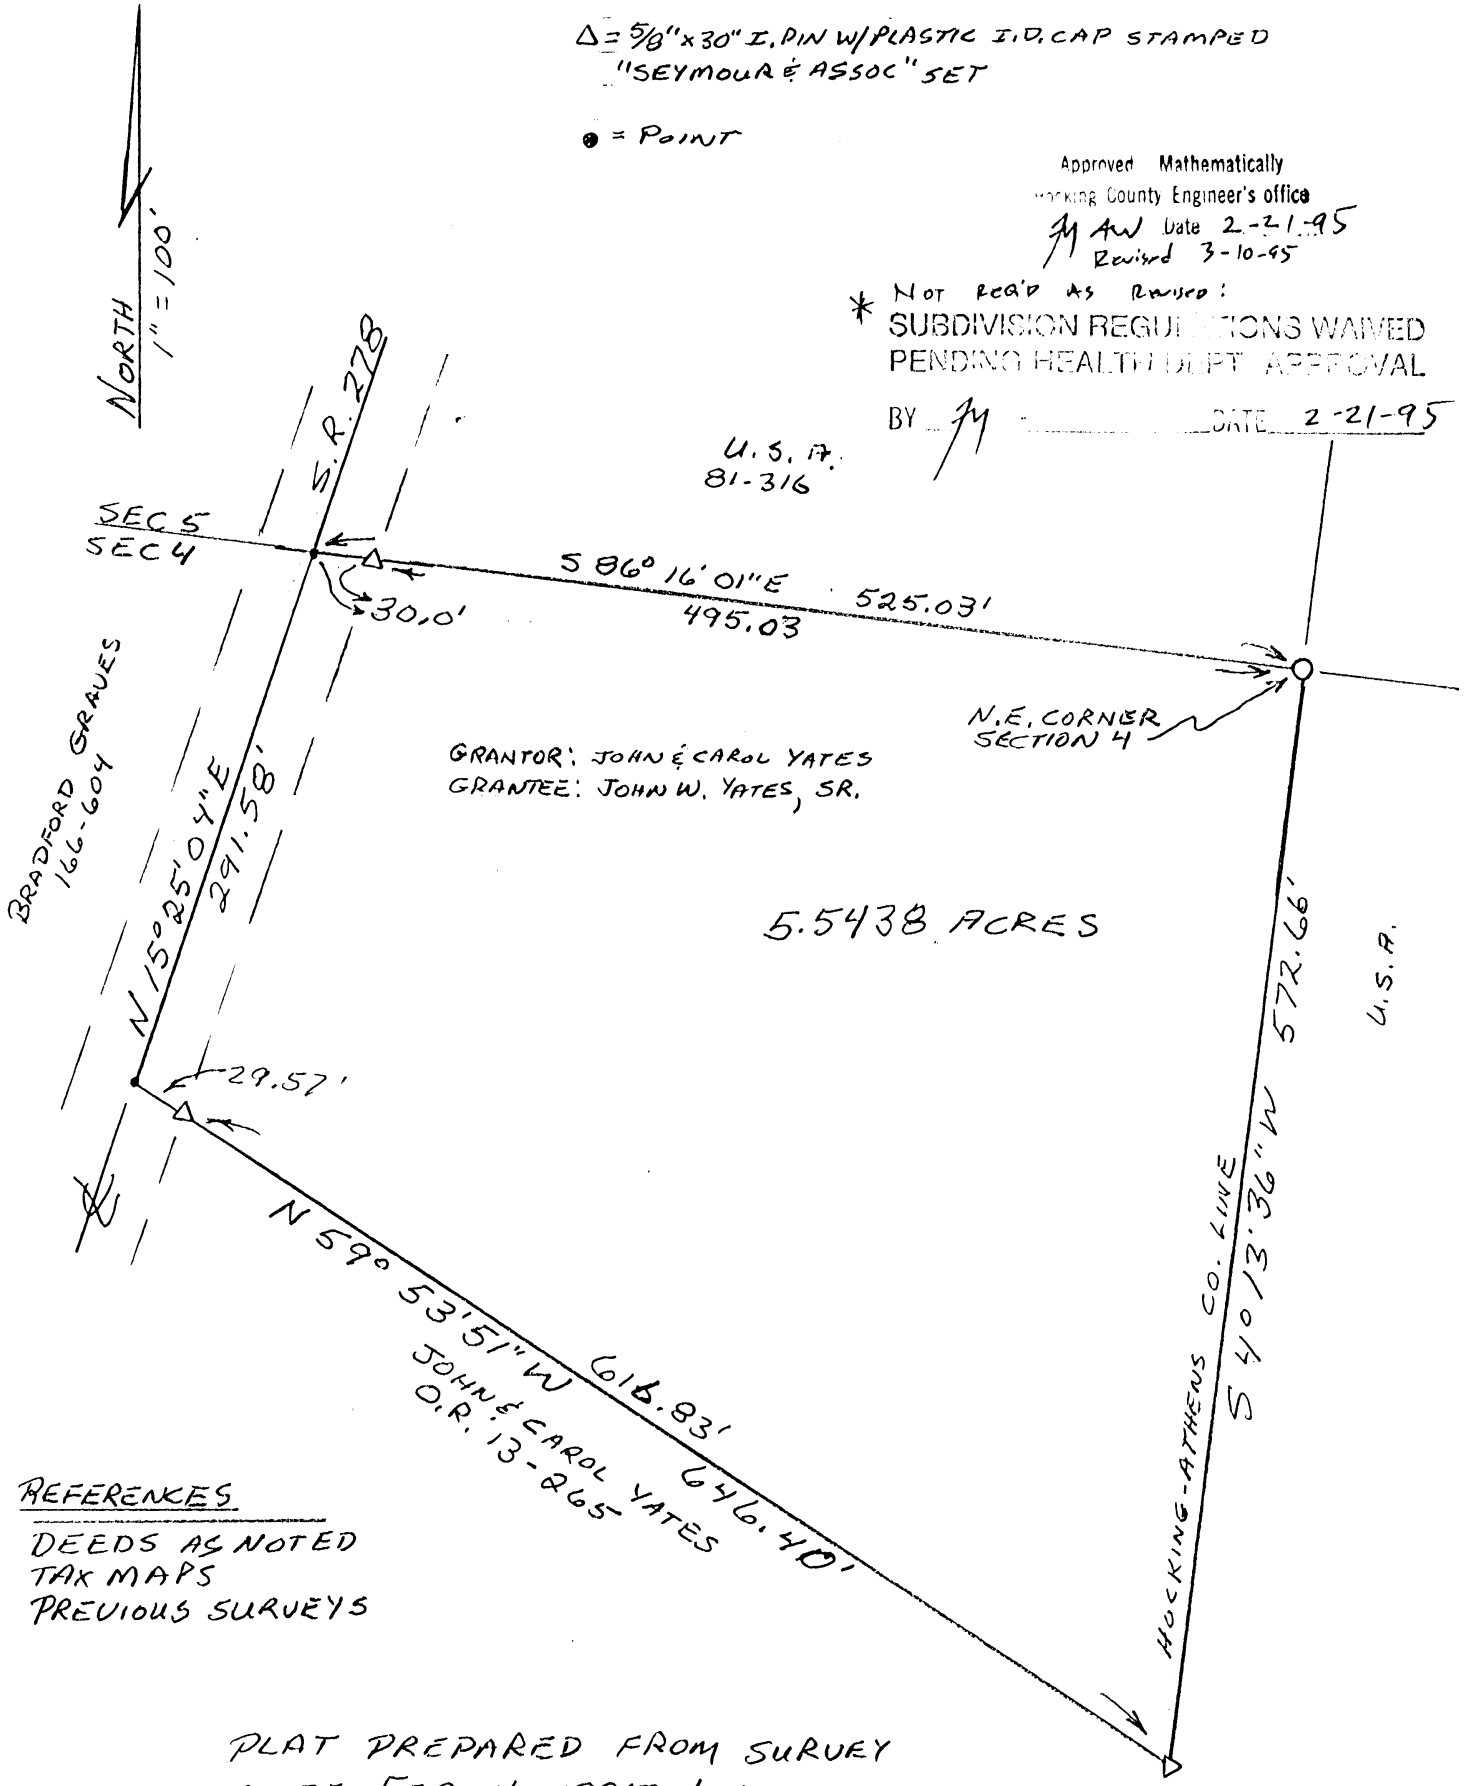 △ = 5/8" x 30" I. PIN W/PLASTIC I.D. CAP STAMPED
"SEYMOUR & ASSOC" SET
● = POINT
Approved Mathematically
Hocking County Engineer's office
AW Date 2-21-95
Revised 3-10-95
NORTH
1" = 100'
* NOT REQ'D AS REVISED:
SUBDIVISION REGULATIONS WAIVED
PENDING HEALTH DEPT APPROVAL
BY DATE 2-21-95
S.R. 278
U.S.A.
81-316
SEC 5
SEC 4
S 86° 16' 01" E 525.03'
495.03
30.0'
N.E. CORNER
SECTION 4
BRADFORD GRAVES
166-604
GRANTOR: JOHN & CAROL YATES
GRANTEE: JOHN W. YATES, SR.
N 15° 25' 04" E
291.58'
5.5438 ACRES
U.S.A.
29.57'
HOCKING-ATHENS CO. LINE
S 4° 13' 36" W 572.66'
N 59° 53' 51" W 616.83'
646.40'
JOHN & CAROL YATES
O.R. 13-265
REFERENCES
DEEDS AS NOTED
TAX MAPS
PREVIOUS SURVEYS
PLAT PREPARED FROM SURVEY